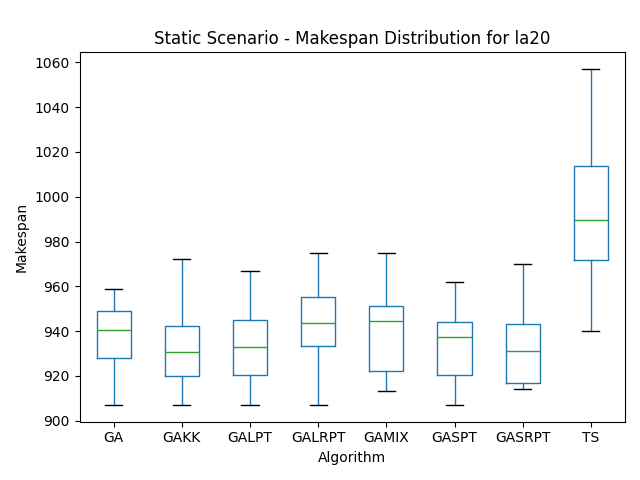 Static Scenario - Makespan Distribution for la20
1060
1040
1020
1000
980
960
940
920
900
Makespan
GA GAKK GALPT GALRPT GAMIX GASPT GASRPT TS
Algorithm